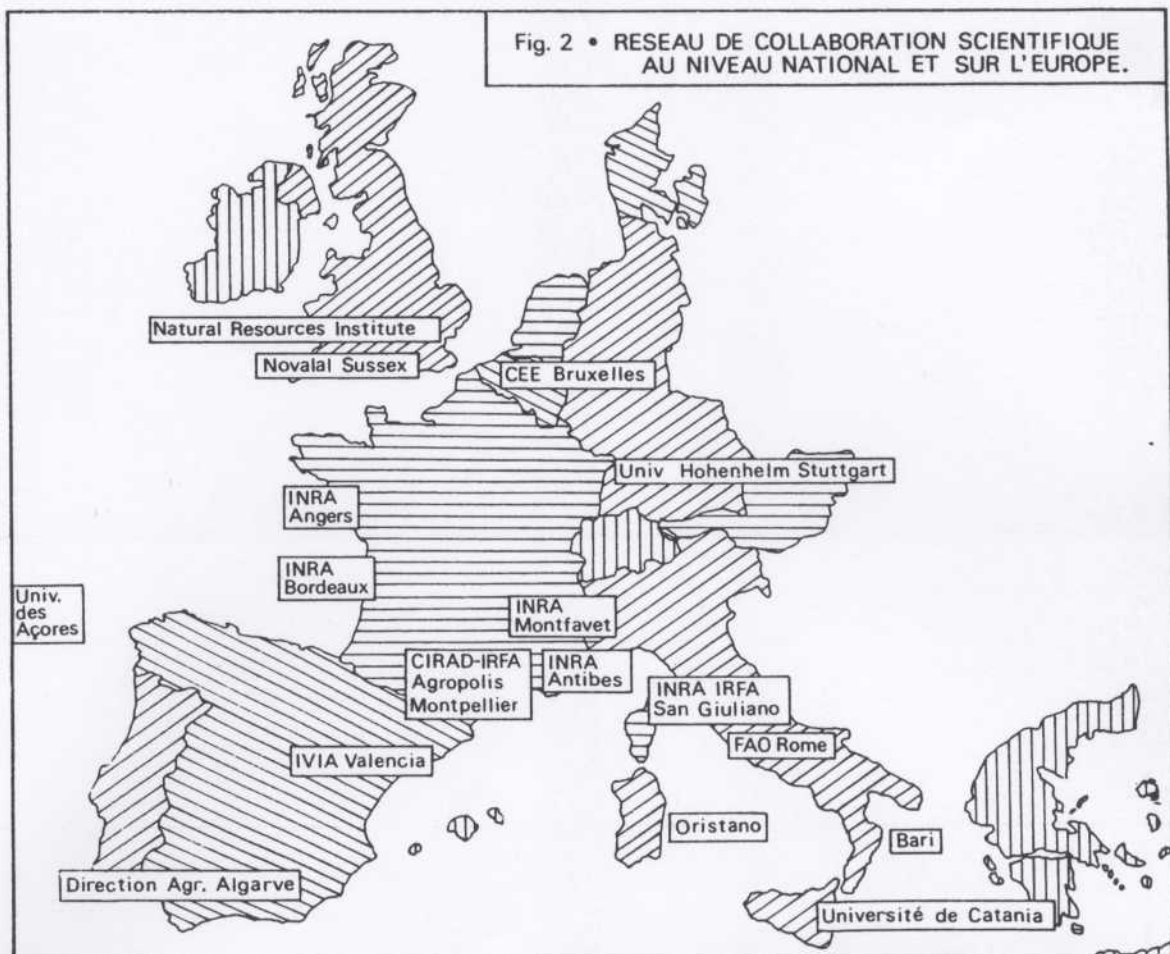 Fig. 2 • RESEAU DE COLLABORATION SCIENTIFIQUE
AU NIVEAU NATIONAL ET SUR L'EUROPE.
Natural Resources Institute
Novalal Sussex
CEE Bruxelles
Univ Hohenhelm Stuttgart
INRA
Angers
INRA
Bordeaux
Univ.
des
Açores
INRA
Montfavet
CIRAD-IRFA
Agropolis
Montpellier
INRA
Antibes
INRA IRFA
San Giuliano
FAO Rome
IVIA Valencia
Oristano
Bari
Direction Agr. Algarve
Université de Catania